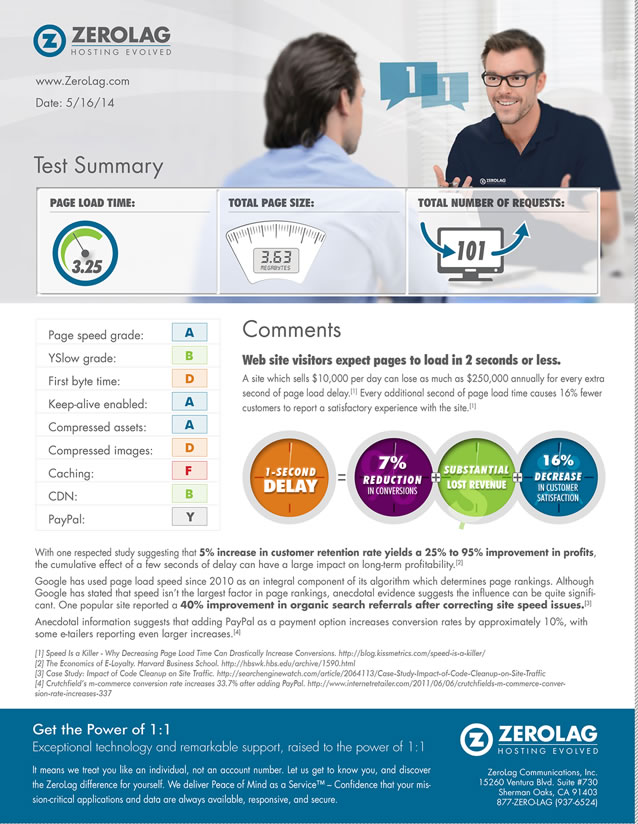 ZEROLAG
HOSTING EVOLVED
www.ZeroLag.com
Date: 5/16/14
1
1
ZEROLAG
Test Summary
PAGE LOAD TIME:
TOTAL PAGE SIZE:
TOTAL NUMBER OF REQUESTS:
3.25
3.63
MEGABYTES
101
Page speed grade: A
YSlow grade: B
First byte time: D
Keep-alive enabled: A
Compressed assets: A
Compressed images: D
Caching: F
CDN: B
PayPal: Y
Comments
Web site visitors expect pages to load in 2 seconds or less.
A site which sells $10,000 per day can lose as much as $250,000 annually for every extra
second of page load delay.[1] Every additional second of page load time causes 16% fewer
customers to report a satisfactory experience with the site.[1]
1-SECOND
DELAY
=
7%
REDUCTION
IN CONVERSIONS
+
SUBSTANTIAL
LOST REVENUE
$
+
16%
DECREASE
IN CUSTOMER
SATISFACTION
With one respected study suggesting that 5% increase in customer retention rate yields a 25% to 95% improvement in profits,
the cumulative effect of a few seconds of delay can have a large impact on long-term profitability.[2]
Google has used page load speed since 2010 as an integral component of its algorithm which determines page rankings. Although
Google has stated that speed isn't the largest factor in page rankings, anecdotal evidence suggests the influence can be quite signifi-
cant. One popular site reported a 40% improvement in organic search referrals after correcting site speed issues.[3]
Anecdotal information suggests that adding PayPal as a payment option increases conversion rates by approximately 10%, with
some e-tailers reporting even larger increases.[4]
[1] Speed Is a Killer - Why Decreasing Page Load Time Can Drastically Increase Conversions. http://blog.kissmetrics.com/speed-is-a-killer/
[2] The Economics of E-Loyalty. Harvard Business School. http://hbswk.hbs.edu/archive/1590.html
[3] Case Study: Impact of Code Cleanup on Site Traffic. http://searchenginewatch.com/article/2064113/Case-Study-Impact-of-Code-Cleanup-on-Site-Traffic
[4] Crutchfield's m-commerce conversion rate increases 33.7% after adding PayPal. http://www.internetretailer.com/2011/06/06/crutchfields-m-commerce-conver-
sion-rate-increases-337
Get the Power of 1:1
Exceptional technology and remarkable support, raised to the power of 1:1
It means we treat you like an individual, not an account number. Let us get to know you, and discover
the ZeroLag difference for yourself. We deliver Peace of Mind as a Service™ – Confidence that your mis-
sion-critical applications and data are always available, responsive, and secure.
ZEROLAG
HOSTING EVOLVED
ZeroLag Communications, Inc.
15260 Ventura Blvd. Suite #730
Sherman Oaks, CA 91403
877-ZERO-LAG (937-6524)